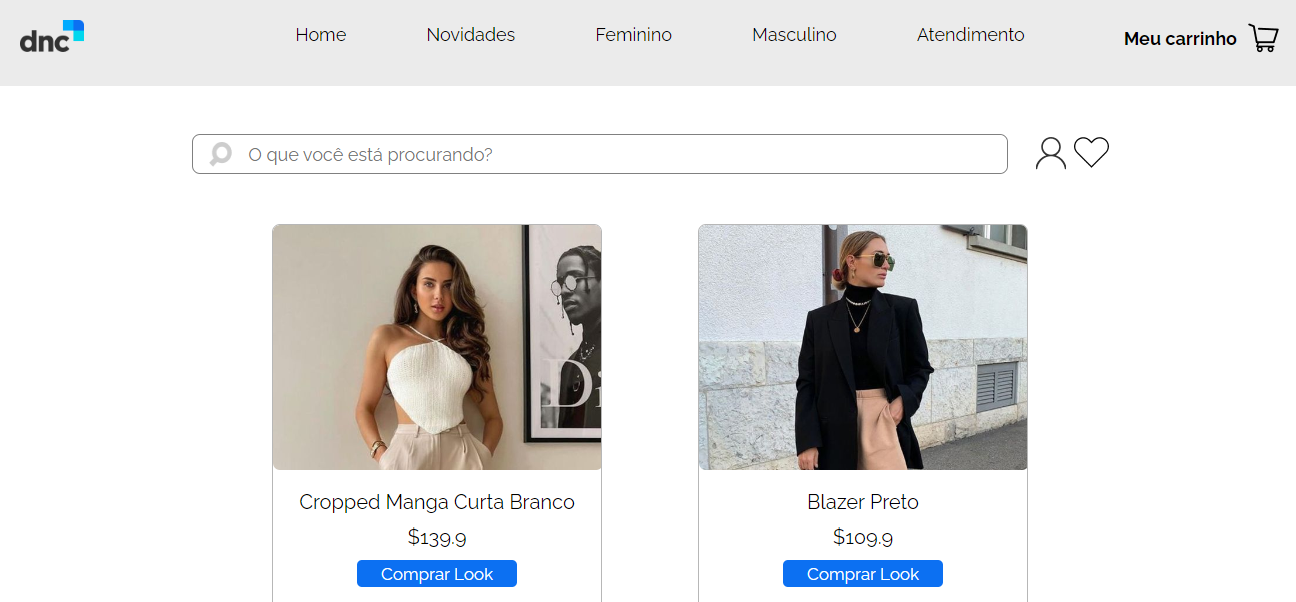 dnc
Home
Novidades
Feminino
Masculino
Atendimento
Meu carrinho
O que você está procurando?
Di
Cropped Manga Curta Branco
$139.9
Comprar Look
Blazer Preto
$109.9
Comprar Look